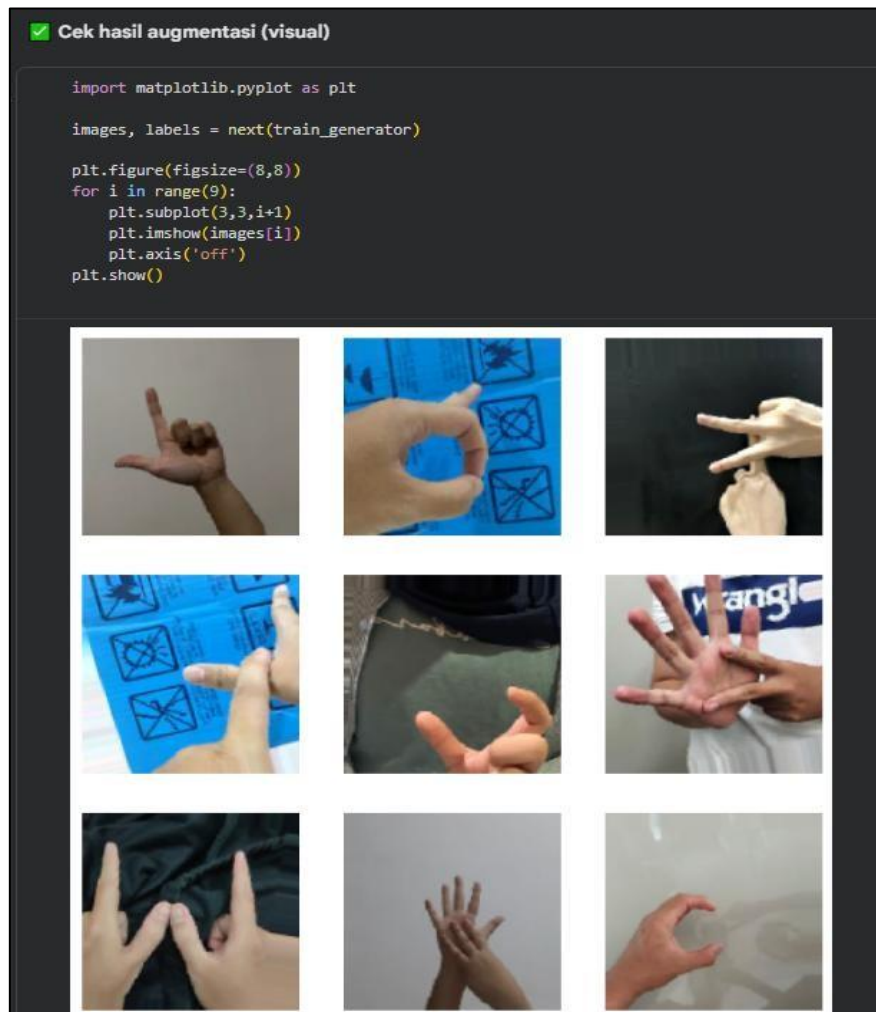 ✅ Cek hasil augmentasi (visual)
import matplotlib.pyplot as plt
images, labels = next(train_generator)
plt.figure(figsize=(8,8))
for i in range(9):
    plt.subplot(3,3,i+1)
    plt.imshow(images[i])
    plt.axis('off')
plt.show()